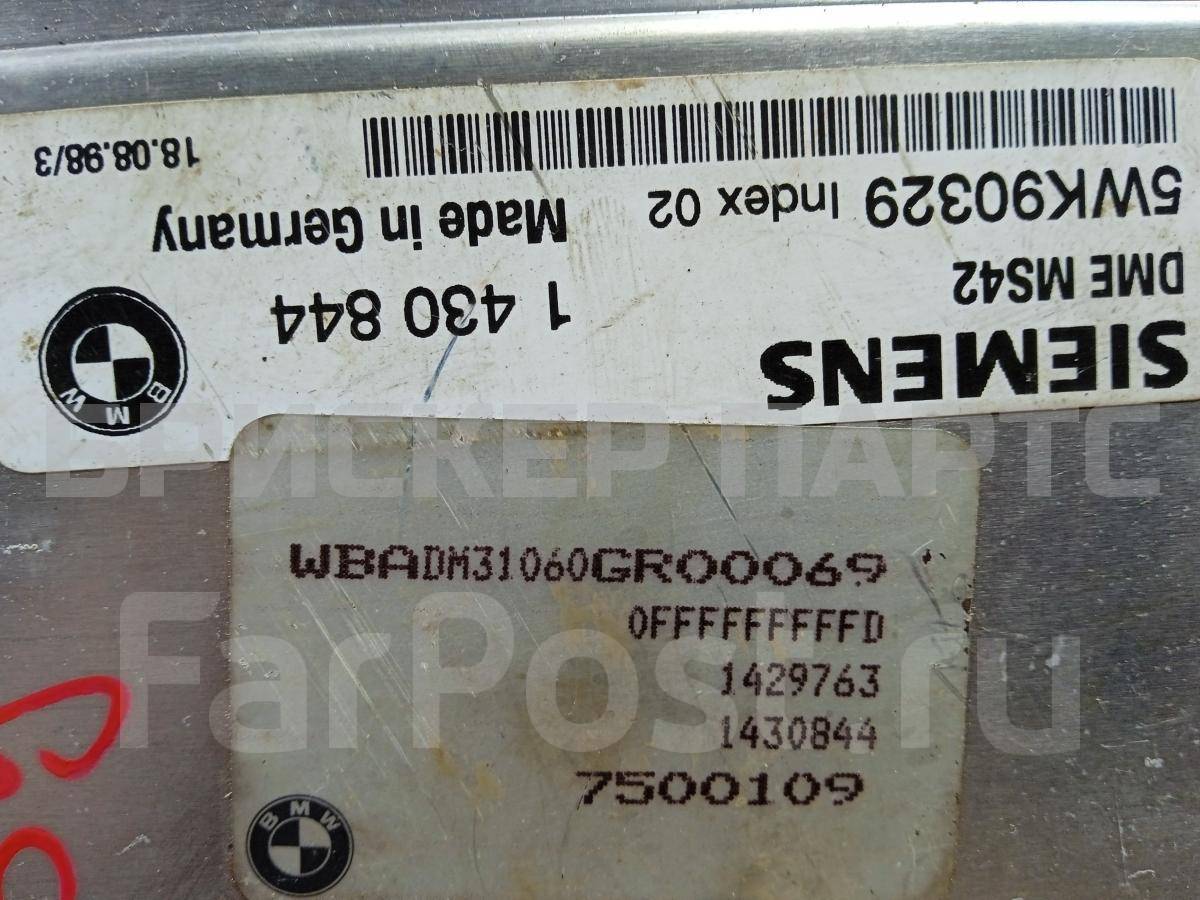 SIEMENS
DME MS42
5WK90329 Index 02
1 430 844
Made in Germany
18.08.98/3
BMW
БРИСКЕР ПАРТС
WBADM31060GR00069
0FFFFFFFFFFD
1429763
1430844
7500109
BMW
FarPost.ru